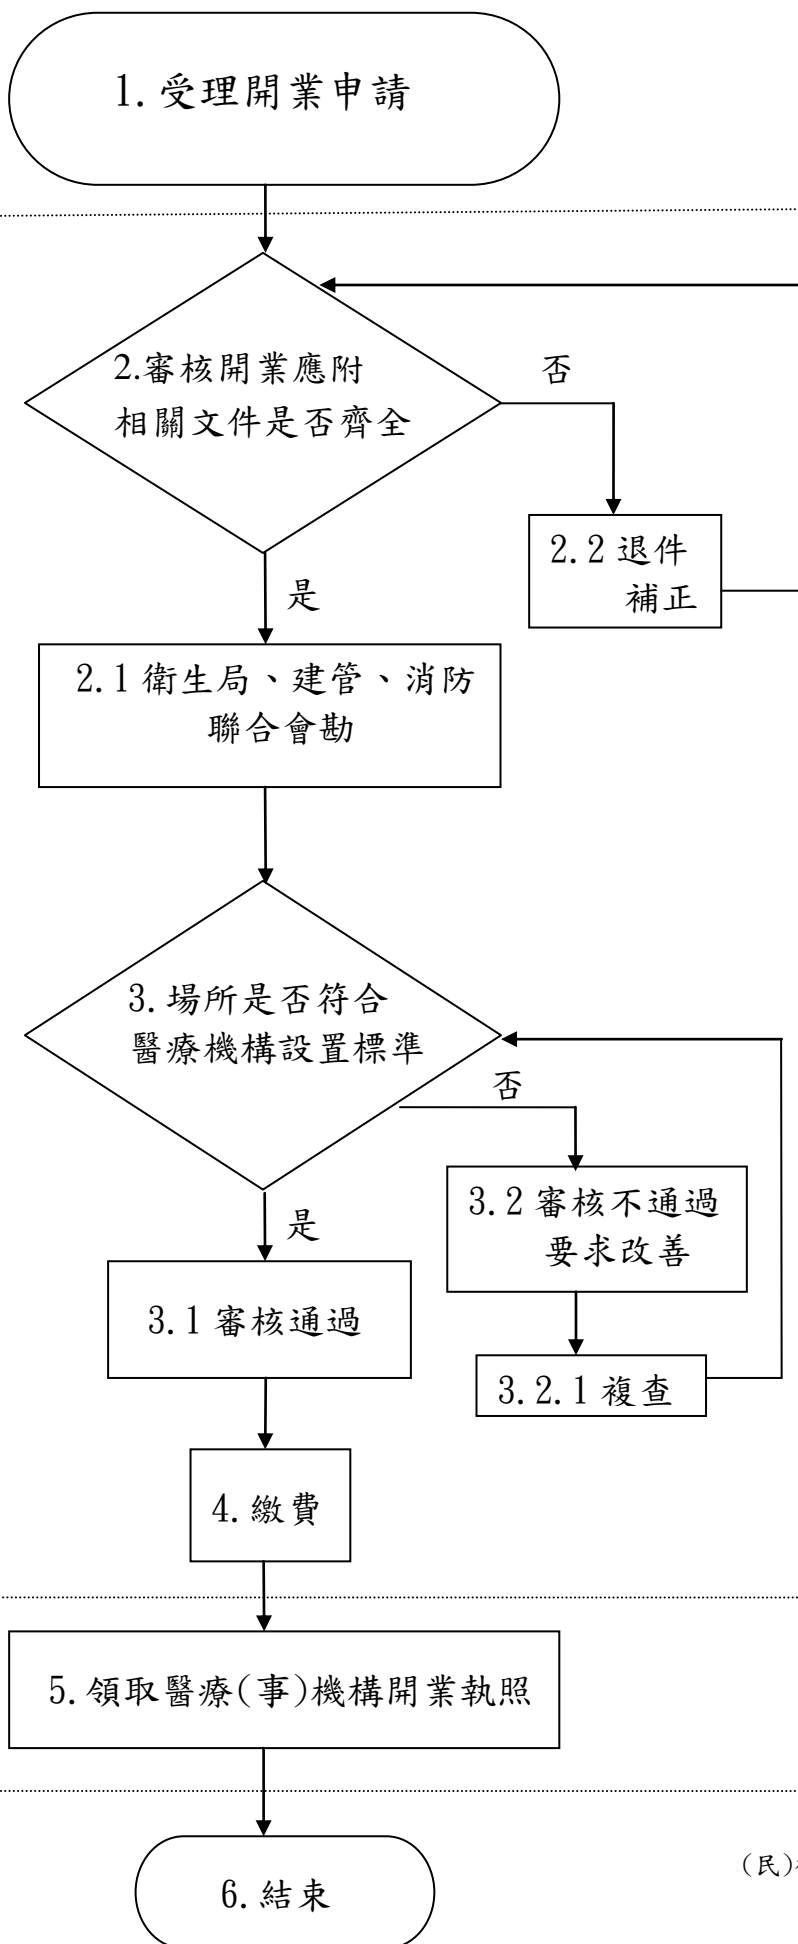 1. 受理開業申請
2.審核開業應附
相關文件是否齊全
否
2.2 退件
補正
是
2.1 衛生局、建管、消防
聯合會勘
3. 場所是否符合
醫療機構設置標準
否
3.2 審核不通過
要求改善
是
3.1 審核通過
3.2.1 複查
4. 繳費
5. 領取醫療(事)機構開業執照
(民)
6. 結束